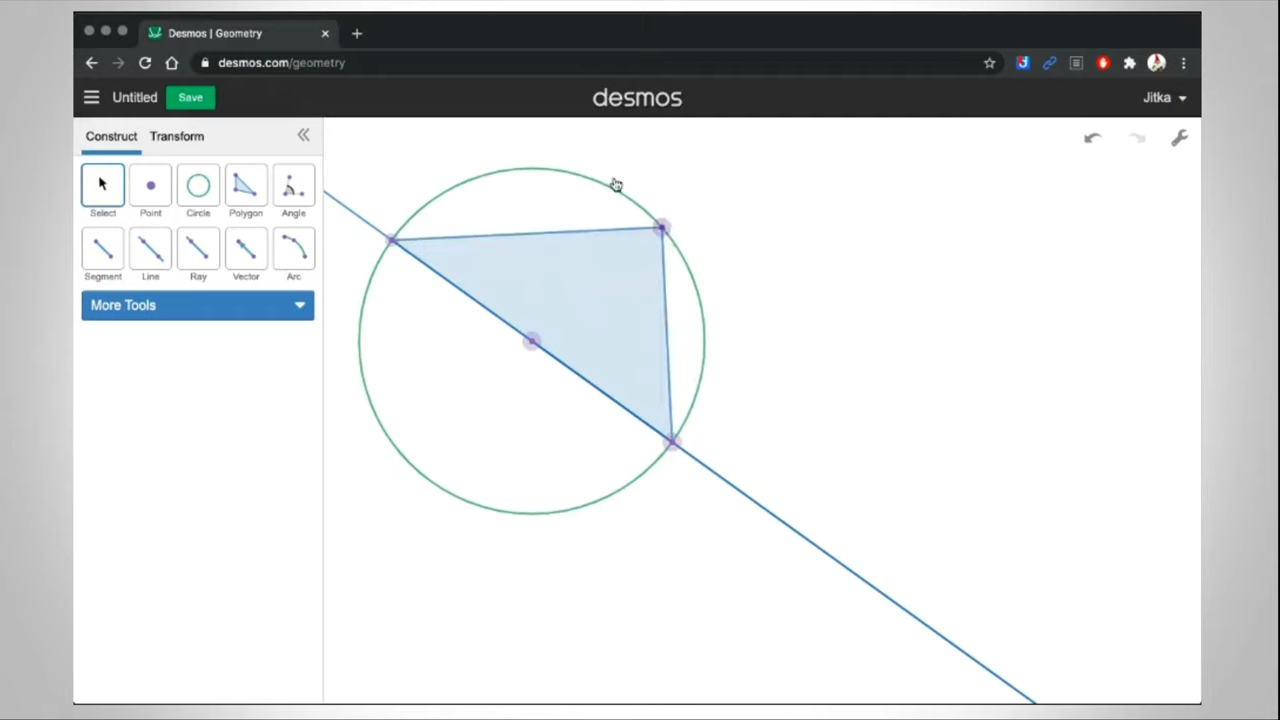 Desmos | Geometry
desmos.com/geometry
Untitled Save desmos Jitka
Construct Transform
Select Point Circle Polygon Angle
Segment Line Ray Vector Arc
More Tools